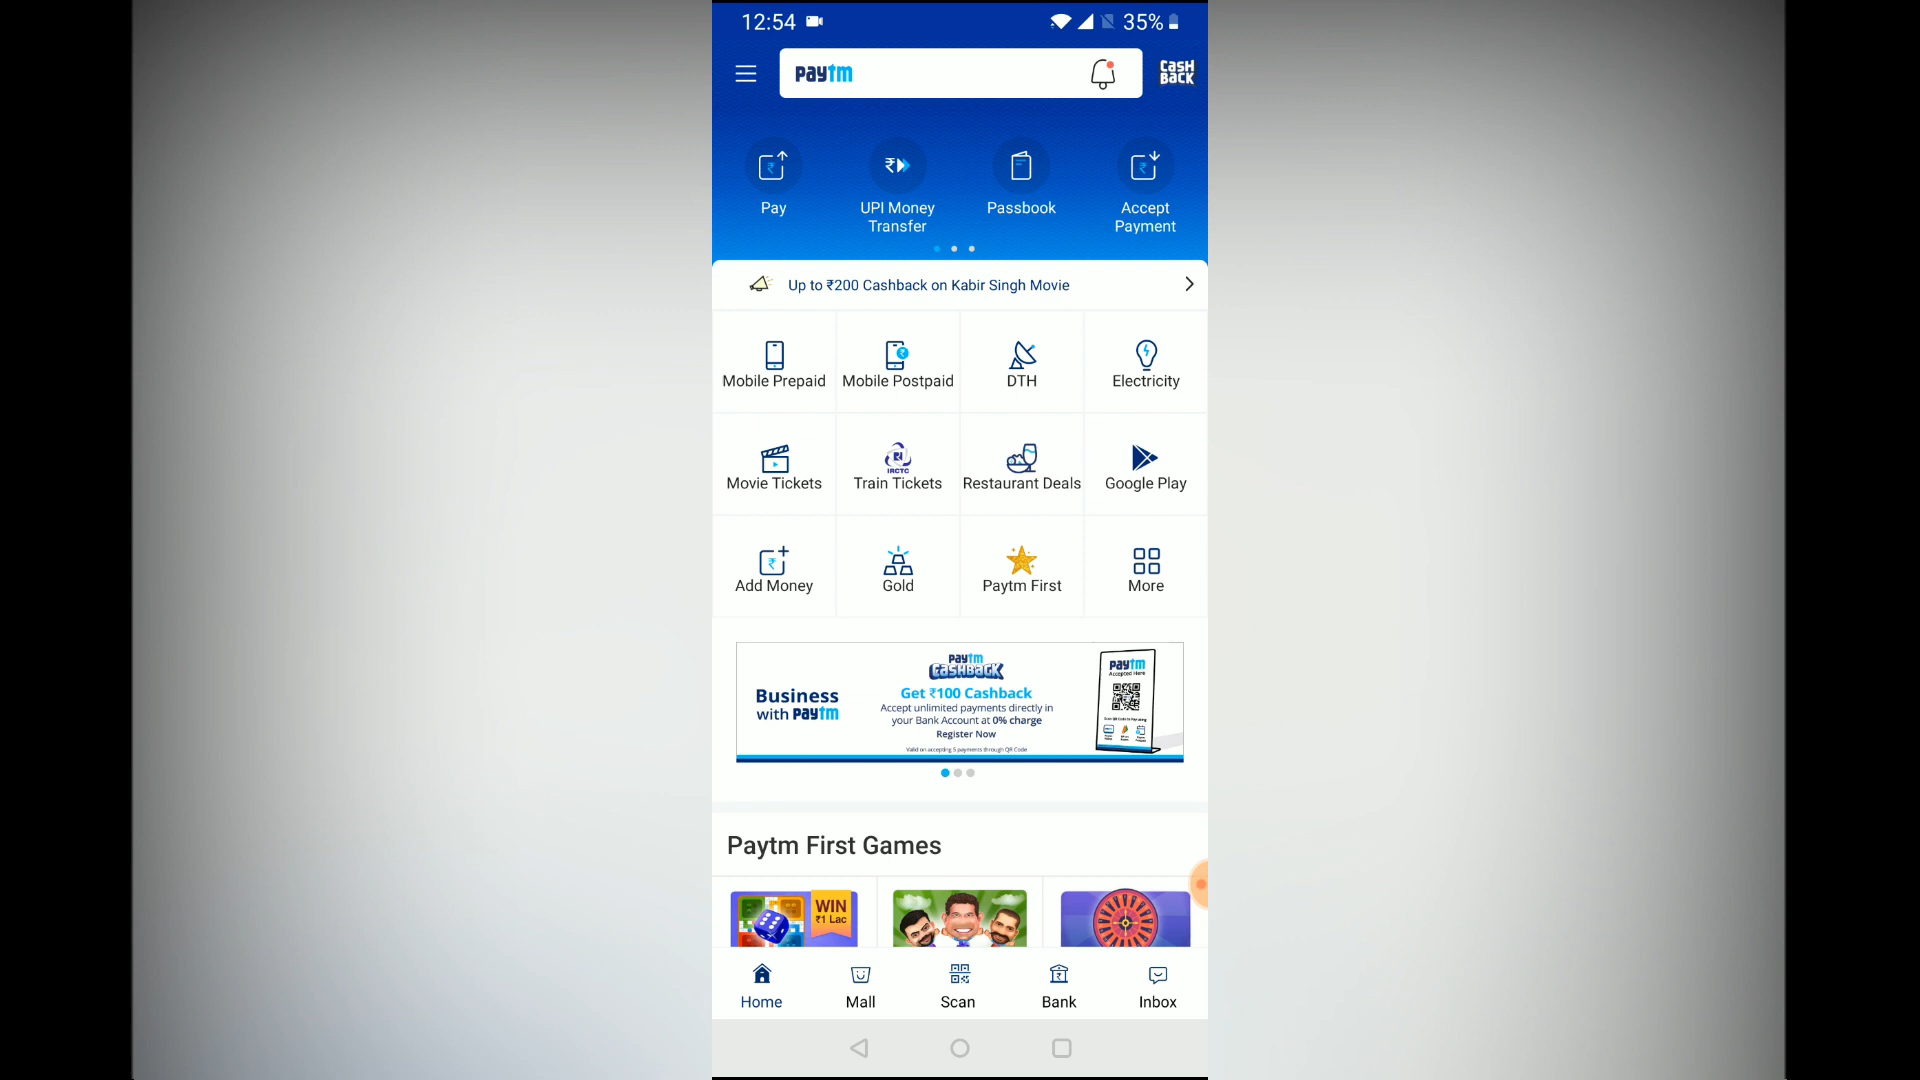 12:54
35%
paytm
CASH
BACK
Pay
UPI Money
Transfer
Passbook
Accept
Payment
Up to ₹200 Cashback on Kabir Singh Movie
Mobile Prepaid
Mobile Postpaid
DTH
Electricity
IRCTC
Movie Tickets
Train Tickets
Restaurant Deals
Google Play
Add Money
Gold
Paytm First
More
Business
with paytm
paytm
CASHBACK
Get ₹100 Cashback
Accept unlimited payments directly in
your Bank Account at 0% charge
Register Now
Valid on accepting 5 payments through QR Code
paytm
Accepted Here
Paytm First Games
WIN
₹1 Lac
Home
Mall
Scan
Bank
Inbox